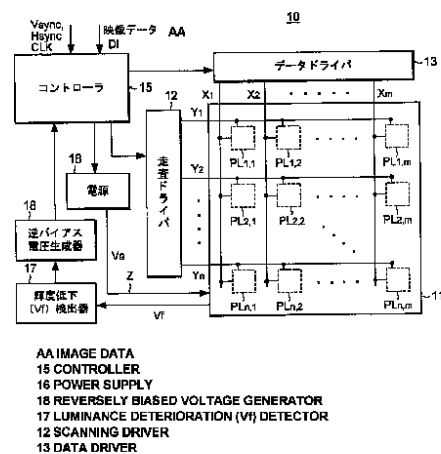 10
Vsync,
Hsync
CLK
映像データ
DI
AA
コントローラ
15
データドライバ
13
12
X1 X2 ・・・・・ Xm
走査ドライバ
Y1
PL1,1 PL1,2 PL1,m
16
電源
Y2
PL2,1 PL2,2 PL2,m
18
逆バイアス
電圧生成器
Va
Z
17
輝度低下
(Vf) 検出器
Yn
PLn,1 PLn,2 PLn,m
11
Vf
AA IMAGE DATA
15 CONTROLLER
16 POWER SUPPLY
18 REVERSELY BIASED VOLTAGE GENERATOR
17 LUMINANCE DETERIORATION (Vf) DETECTOR
12 SCANNING DRIVER
13 DATA DRIVER